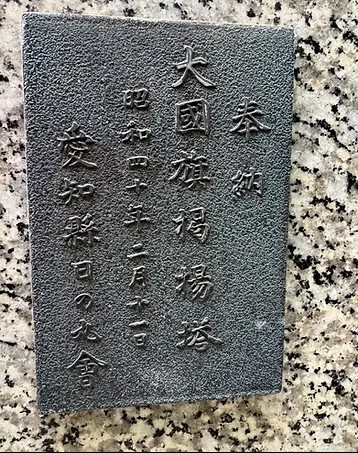 奉納
大國旗掲揚塔
昭和四十年二月十一日
愛知縣日の丸會